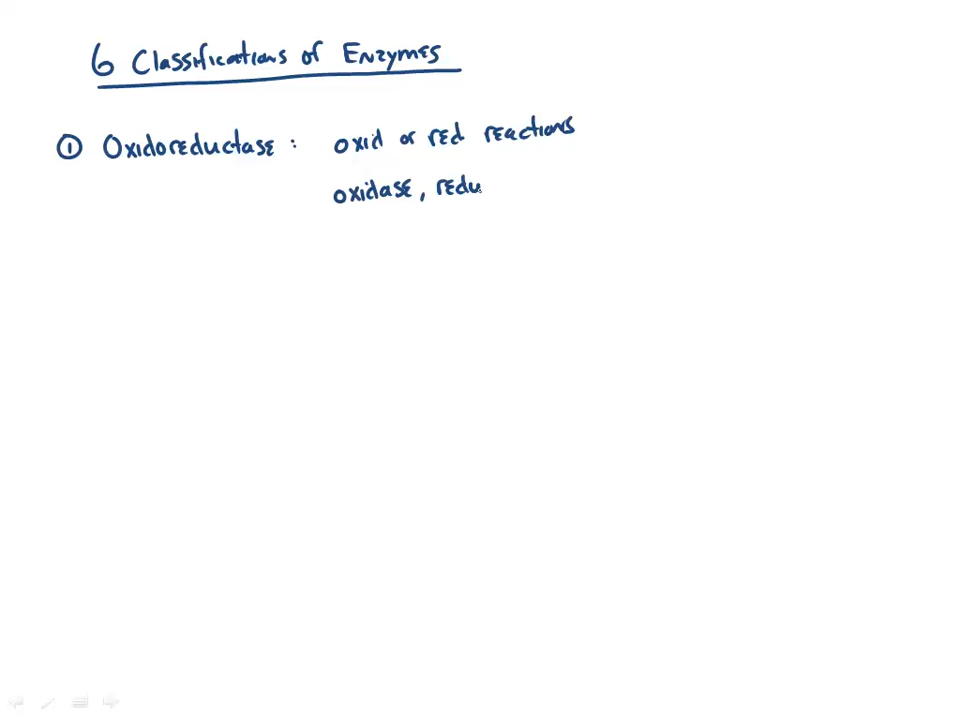 6 Classifications of Enzymes
① Oxidoreductase : oxid or red reactions
oxidase, redu